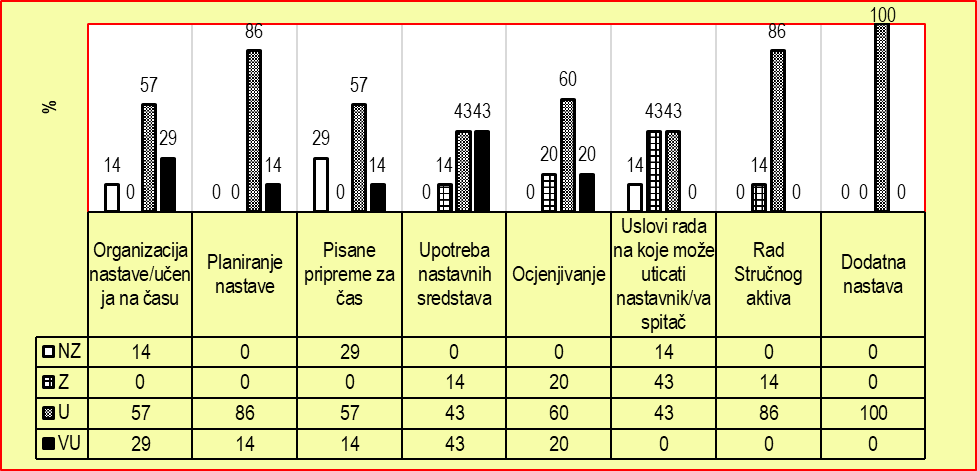 100
86
86
57
57
60
43 43
43 43
29
29
20
20
14
14
14
14
14
14
0
0 0
0
0
0
0
0
0 0
0
%
Organizacija
nastave/učen
ja na času
Planiranje
nastave
Pisane
pripreme za
čas
Upotreba
nastavnih
sredstava
Ocjenjivanje
Uslovi rada
na koje može
uticati
nastavnik/va
spitač
Rad
Stručnog
aktiva
Dodatna
nastava
NZ 14 0 29 0 0 14 0 0
Z 0 0 0 14 20 43 14 0
U 57 86 57 43 60 43 86 100
VU 29 14 14 43 20 0 0 0